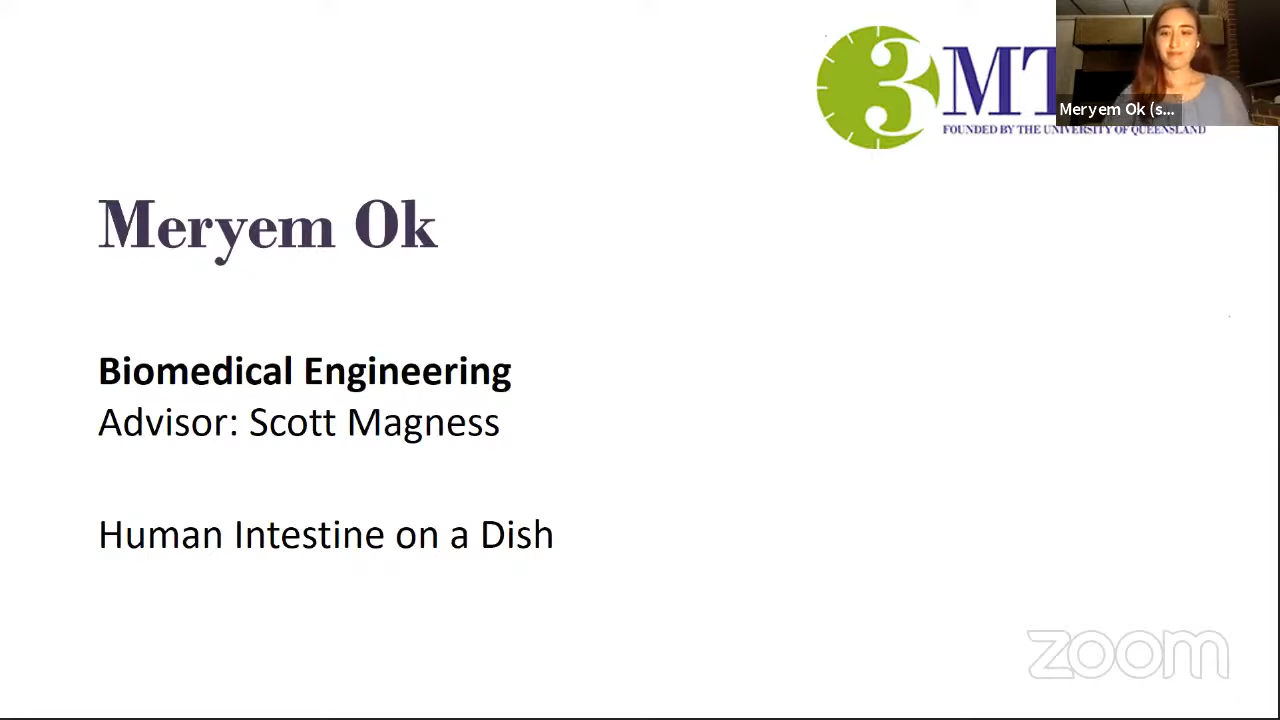 3MT
FOUNDED BY THE UNIVERSITY OF QUEENSLAND
Meryem Ok (s...
Meryem Ok
Biomedical Engineering
Advisor: Scott Magness
Human Intestine on a Dish
zoom